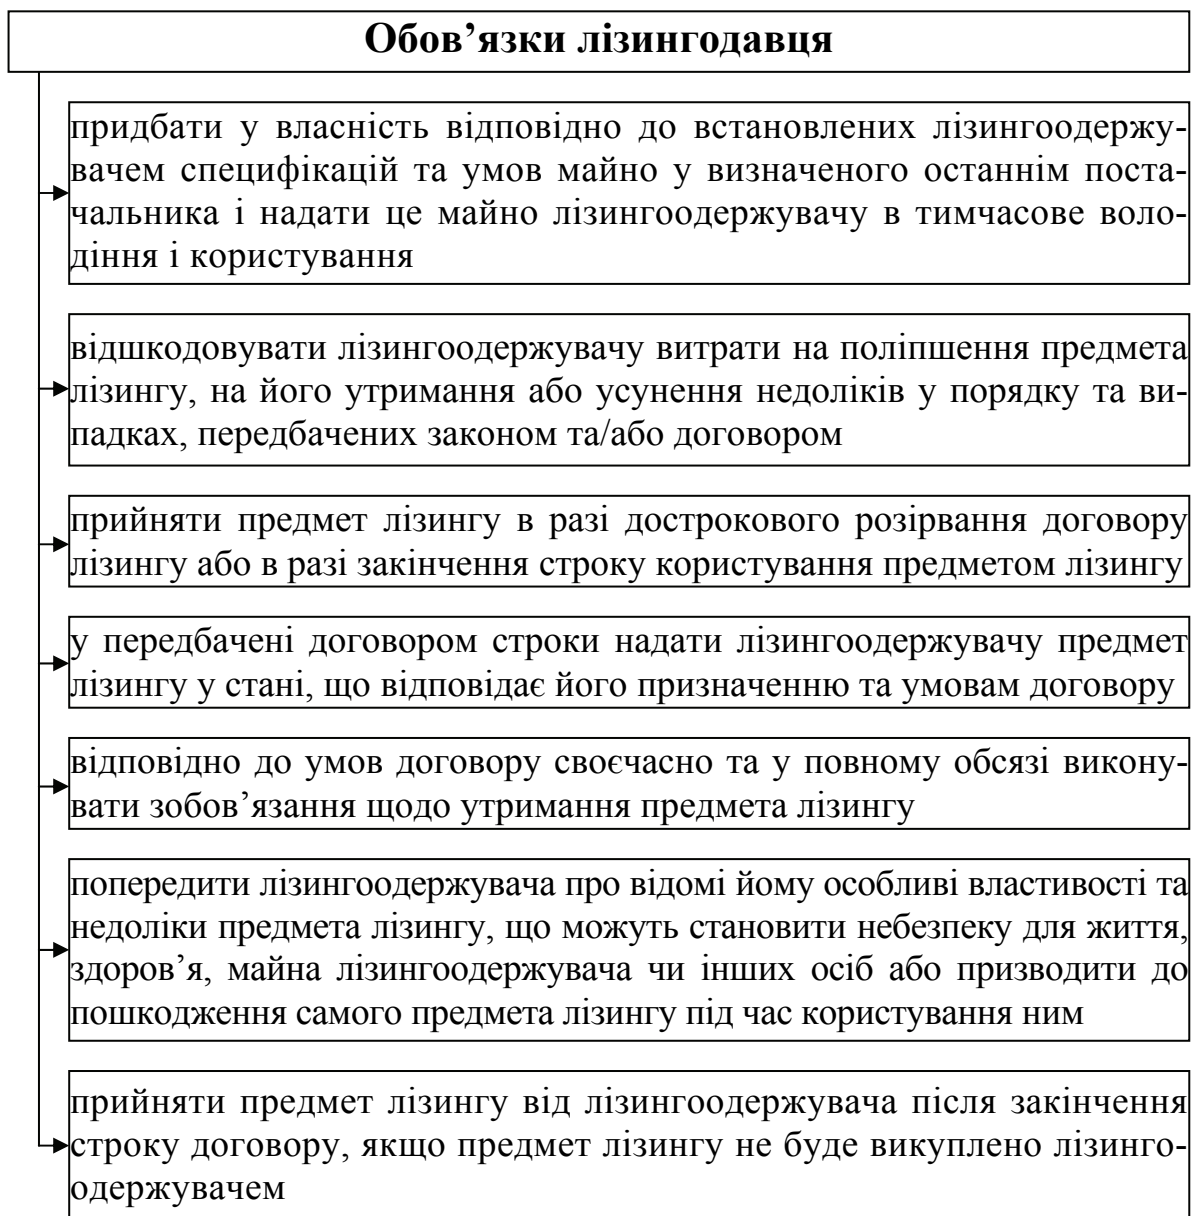 Обов’язки лізингодавця
придбати у власність відповідно до встановлених лізингоодержу-
вачем специфікацій та умов майно у визначеного останнім поста-
чальника і надати це майно лізингоодержувачу в тимчасове воло-
діння і користування
відшкодовувати лізингоодержувачу витрати на поліпшення предмета
лізингу, на його утримання або усунення недоліків у порядку та ви-
падках, передбачених законом та/або договором
прийняти предмет лізингу в разі дострокового розірвання договору
лізингу або в разі закінчення строку користування предметом лізингу
у передбачені договором строки надати лізингоодержувачу предмет
лізингу у стані, що відповідає його призначенню та умовам договору
відповідно до умов договору своєчасно та у повному обсязі викону-
вати зобов’язання щодо утримання предмета лізингу
попередити лізингоодержувача про відомі йому особливі властивості та
недоліки предмета лізингу, що можуть становити небезпеку для життя,
здоров’я, майна лізингоодержувача чи інших осіб або призводити до
пошкодження самого предмета лізингу під час користування ним
прийняти предмет лізингу від лізингоодержувача після закінчення
строку договору, якщо предмет лізингу не буде викуплено лізинго-
одержувачем